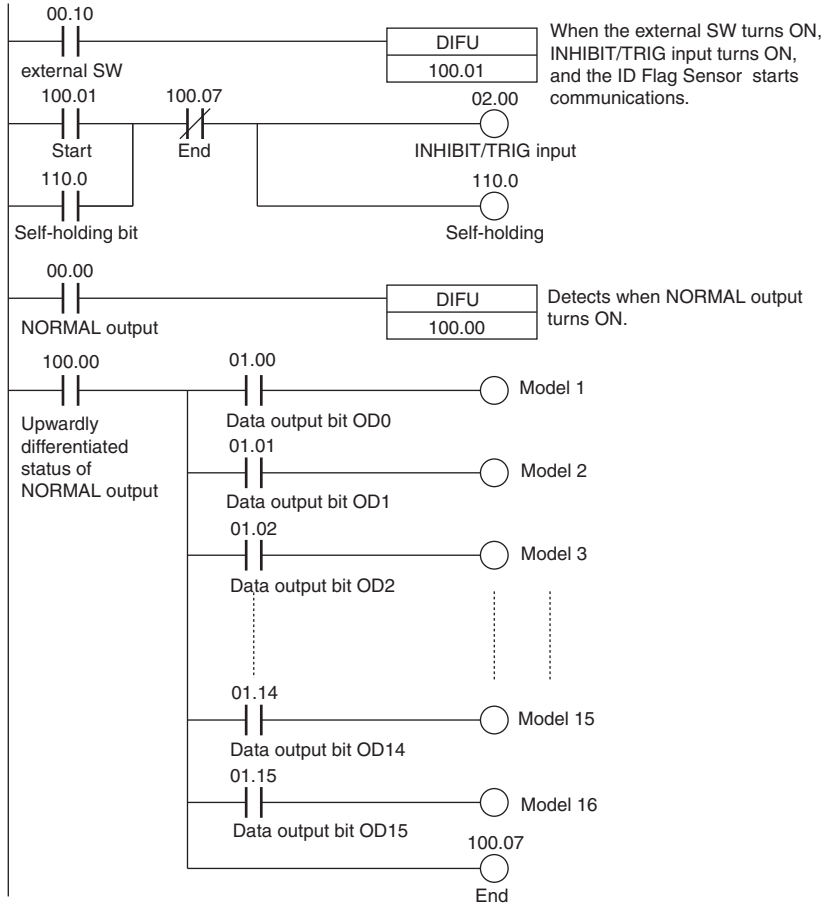 00.10
external SW
DIFU
100.01
When the external SW turns ON,
INHIBIT/TRIG input turns ON,
and the ID Flag Sensor starts
communications.
100.01
100.07
02.00
Start
End
INHIBIT/TRIG input
110.0
110.0
Self-holding bit
Self-holding
00.00
NORMAL output
DIFU
100.00
Detects when NORMAL output
turns ON.
100.00
Upwardly
differentiated
status of
NORMAL output
01.00
Model 1
Data output bit OD0
01.01
Model 2
Data output bit OD1
01.02
Model 3
Data output bit OD2
01.14
Model 15
Data output bit OD14
01.15
Model 16
Data output bit OD15
100.07
End